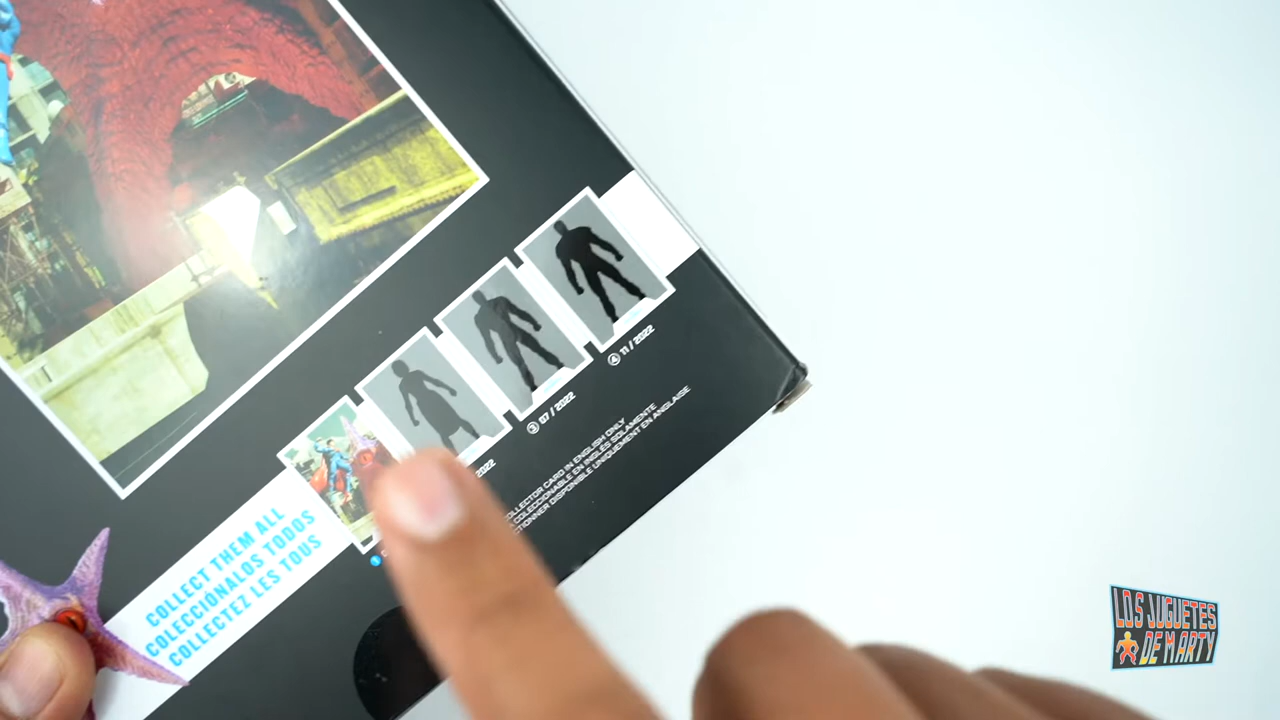 COLLECT THEM ALL
COLECCIÓNALOS TODOS
COLLECTEZ LES TOUS
1
2022
3 07 / 2022
4 11 / 2022
COLLECTOR CARD IN ENGLISH ONLY
COLECCIONABLE EN INGLÉS SOLAMENTE
DISPONIBLE UNIQUEMENT EN ANGLAISE
LOS JUGUETES
DE MARTY